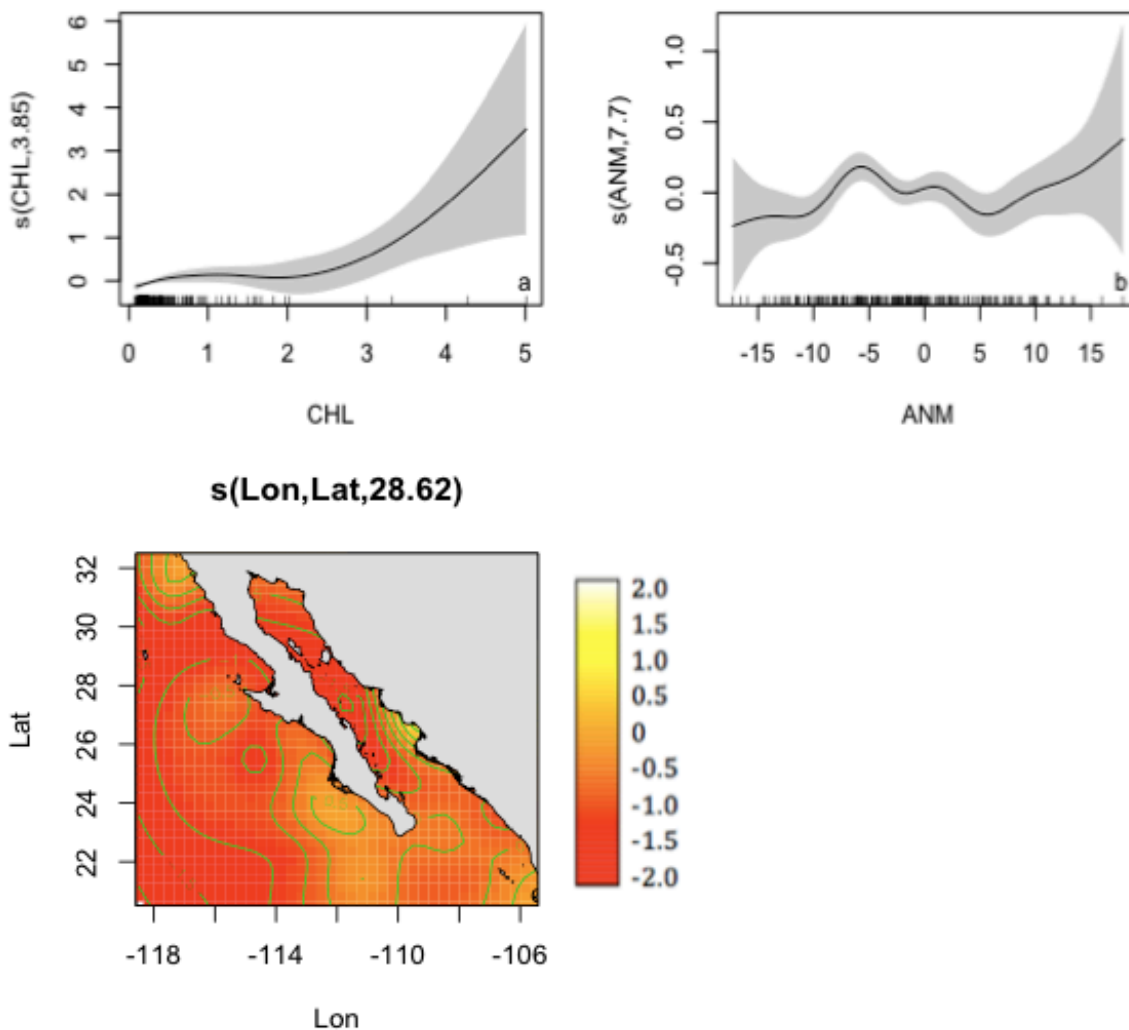 s(CHL,3.85)
0 1 2 3 4 5 6
a
0 1 2 3 4 5
CHL
s(ANM,7.7)
-0.5 0.0 0.5 1.0
b
-15 -10 -5 0 5 10 15
ANM
s(Lon,Lat,28.62)
Lat
22 24 26 28 30 32
-118 -114 -110 -106
Lon
2.0
1.5
1.0
0.5
0
-0.5
-1.0
-1.5
-2.0